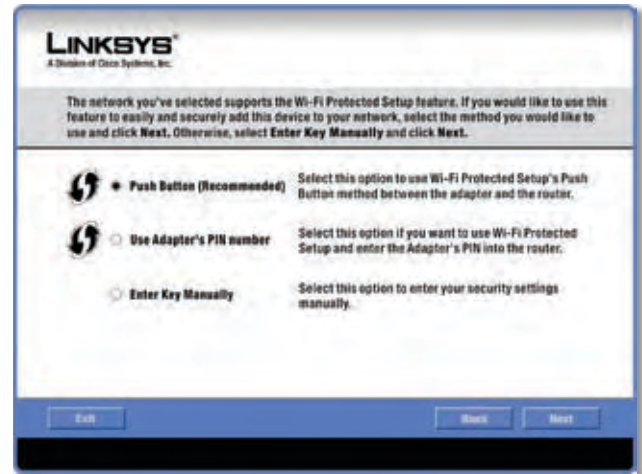 LINKSYS®
A Division of Cisco Systems, Inc.
The network you've selected supports the Wi-Fi Protected Setup feature. If you would like to use this
feature to easily and securely add this device to your network, select the method you would like to
use and click Next. Otherwise, select Enter Key Manually and click Next.
Push Button (Recommended)
Select this option to use Wi-Fi Protected Setup's Push
Button method between the adapter and the router.
Use Adapter's PIN number
Select this option if you want to use Wi-Fi Protected
Setup and enter the Adapter's PIN into the router.
Enter Key Manually
Select this option to enter your security settings
manually.
Exit
Back
Next